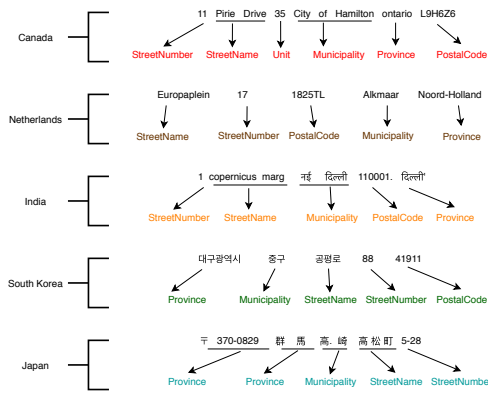 11 Pirie Drive 35 City of Hamilton ontario L9H6Z6
Canada
StreetNumber StreetName Unit Municipality Province PostalCode
Europaplein 17 1825TL Alkmaar Noord-Holland
Netherlands
StreetName StreetNumber PostalCode Municipality Province
1 copernicus marg नई दिल्ली 110001. दिल्ली'
India
StreetNumber StreetName Municipality PostalCode Province
대구광역시 중구 공평로 88 41911
South Korea
Province Municipality StreetName StreetNumber PostalCode
〒 370-0829 群 馬 高. 崎 高 松 町 5-28
Japan
Province Province Municipality StreetName StreetNumber